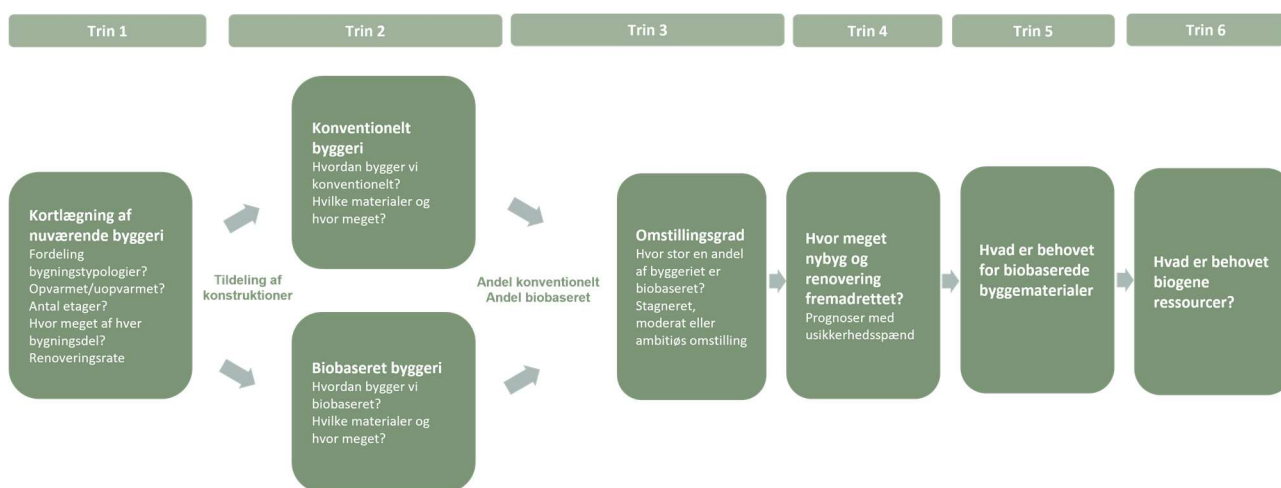 Trin 1
Trin 2
Trin 3
Trin 4
Trin 5
Trin 6
Kortlægning af
nuværende byggeri
Fordeling
bygningstypologier?
Opvarmet/uopvarmet?
Antal etager?
Hvor meget af hver
bygningsdel?
Renoveringsrate
Tildeling af
konstruktioner
Konventionelt
byggeri
Hvordan bygger vi
konventionelt?
Hvilke materialer og
hvor meget?
Biobaseret byggeri
Hvordan bygger vi
biobaseret?
Hvilke materialer og
hvor meget?
Andel konventionelt
Andel biobaseret
Omstillingsgrad
Hvor stor en andel
af byggeriet er
biobaseret?
Stagneret,
moderat eller
ambitiøs omstilling
Hvor meget
nybyg og
renovering
fremadrettet?
Prognoser med
usikkerhedsspænd
Hvad er behovet
for biobaserede
byggematerialer
Hvad er behovet
biogene
ressourcer?